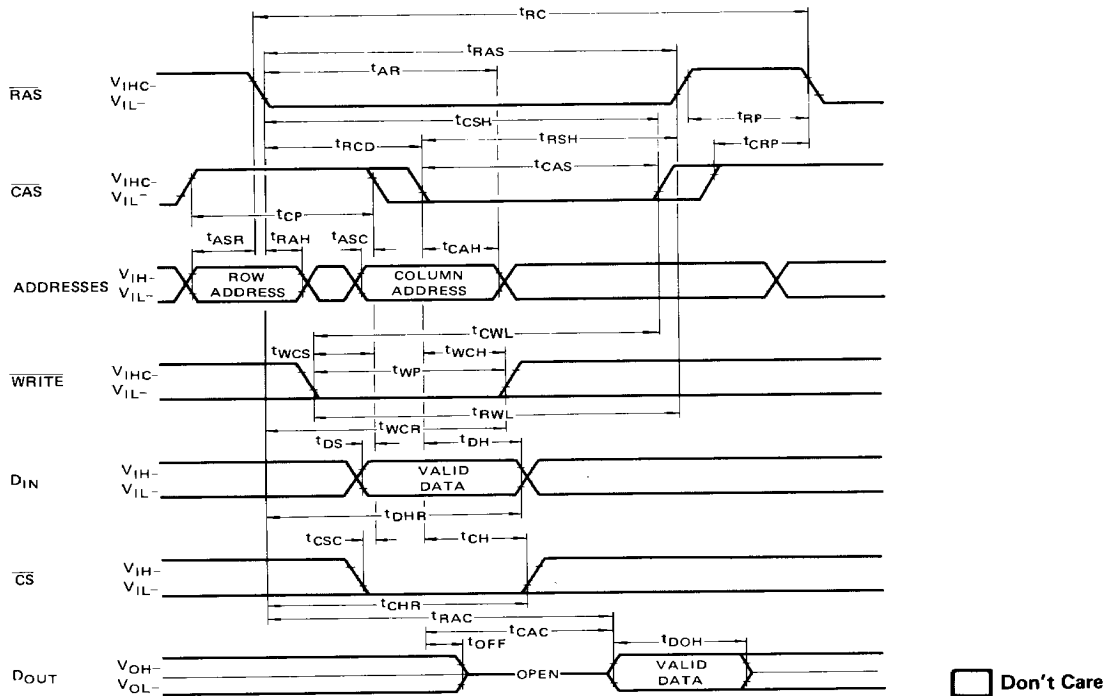 tRC
tRAS
tAR
RAS
VIHC-
VIL-
tCSH
tRP
tRCD
tRSH
tCRP
tCAS
CAS
VIHC-
VIL-
tCP
tASR
tRAH
tASC
tCAH
ADDRESSES
VIH-
VIL-
ROW
ADDRESS
COLUMN
ADDRESS
tCWL
tWCS
tWCH
WRITE
VIHC-
VIL-
tWP
tRWL
tWCR
tDS
tDH
DIN
VIH-
VIL-
VALID
DATA
tDHR
tCSC
tCH
CS
VIH-
VIL-
tCHR
tRAC
tCAC
tOFF
tDOH
DOUT
VOH-
VOL-
OPEN
VALID
DATA
Don't Care